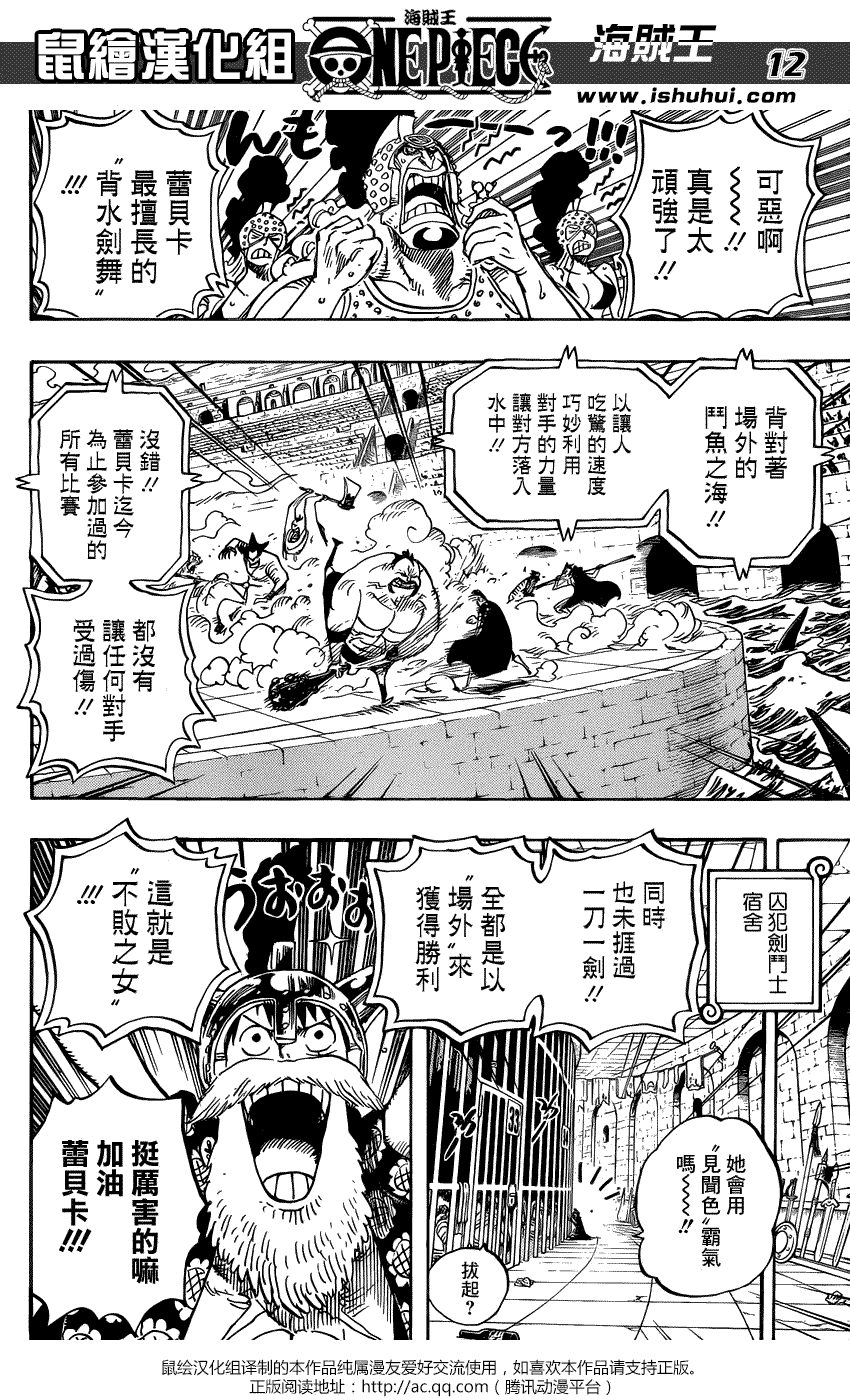 海賊王
鼠繪漢化組
ONE PIECE
海賊王
12
www.ishuhui.com
可惡啊
～～～!!
真是太
頑強了!!
んもーーーっ!!!
蕾貝卡
最擅長的
“背水劍舞”
!!!
背對著
場外的
鬥魚之海!!
以讓人
吃驚的速度
巧妙利用
對手的力量
讓對方落入
水中!!
沒錯!!
蕾貝卡迄今
為止參加過的
所有比賽
都沒有
讓任何對手
受過傷!!
囚犯劍鬥士
宿舍
同時
也未捱過
一刀一劍!!
全都是以
“場外”來
獲得勝利
うおおおお
這就是
“不敗之女”
!!!
挺厲害的嘛
加油
蕾貝卡!!!
她會用
“見聞色”霸氣
嗎～～～!!
33
拔起?
鼠绘汉化组译制的本作品纯属漫友爱好交流使用，如喜欢本作品请支持正版。
正版阅读地址：http://ac.qq.com（腾讯动漫平台）